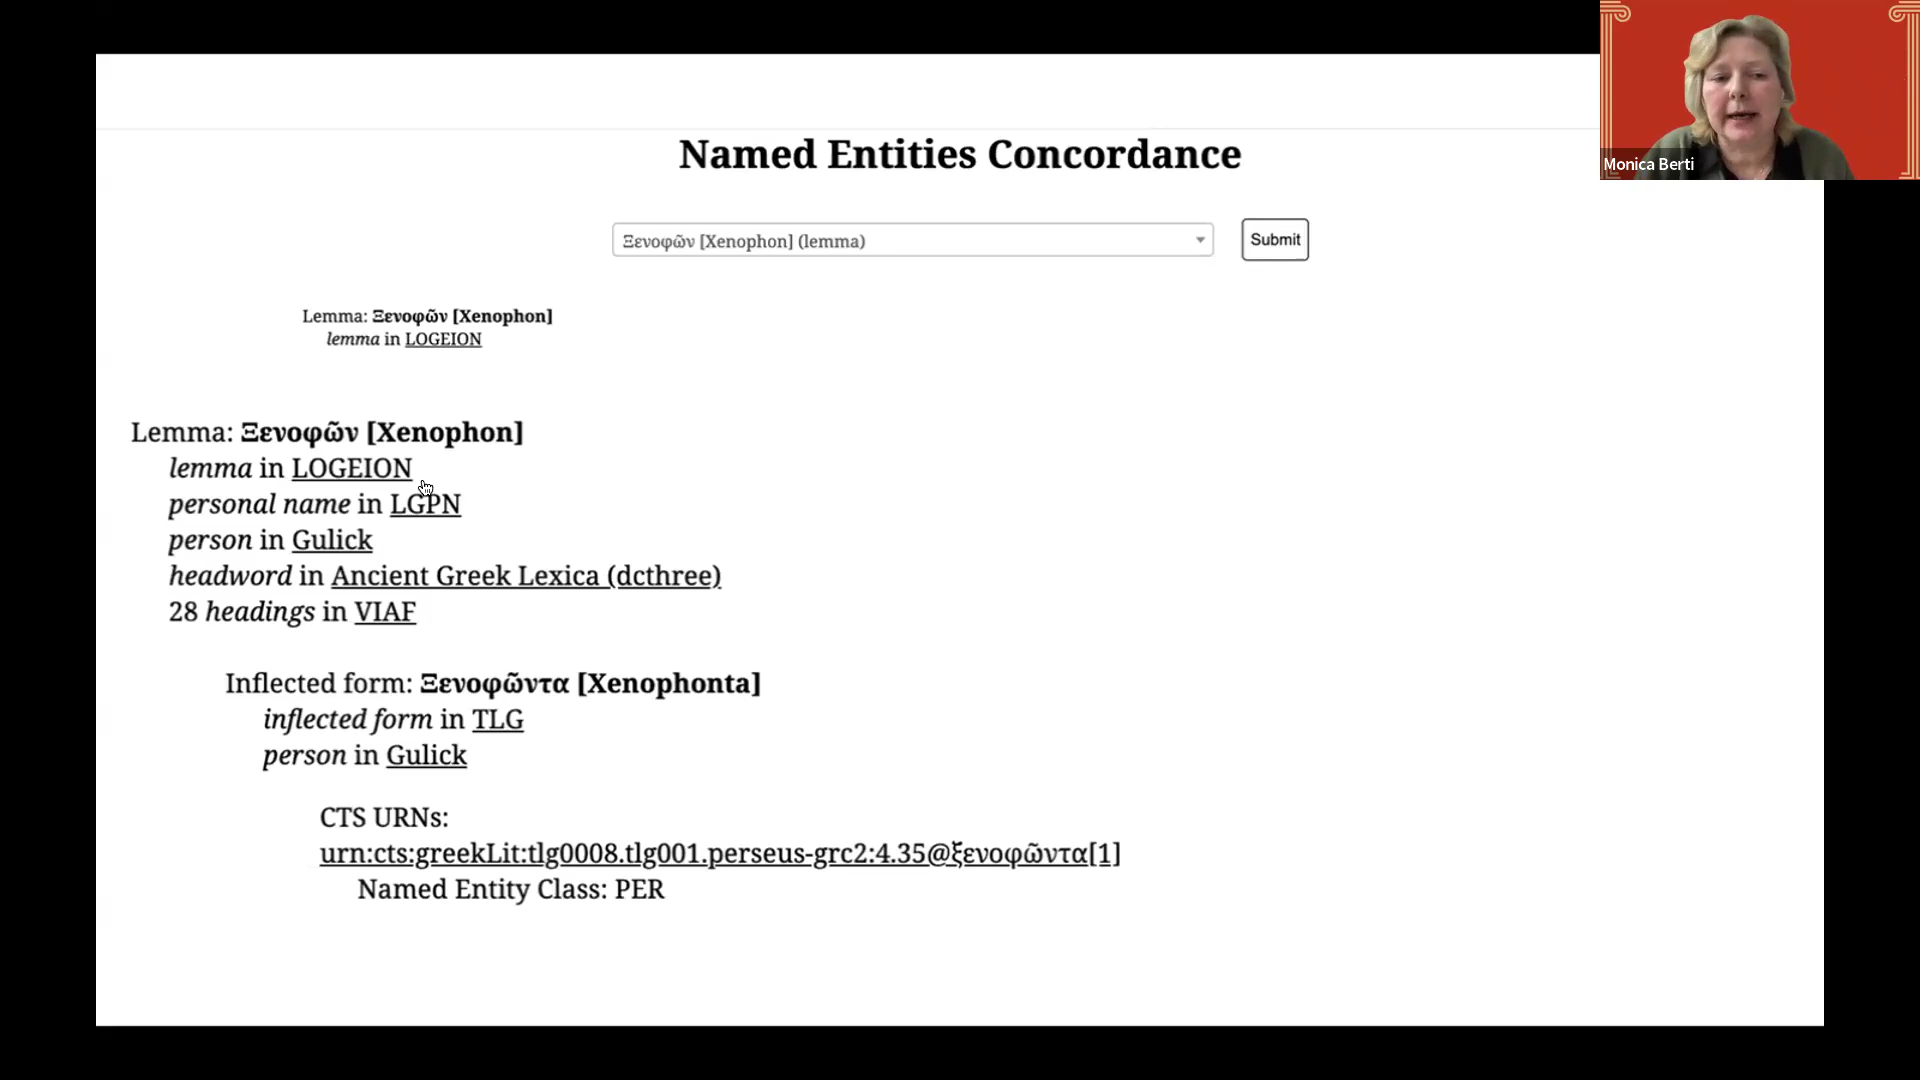 Named Entities Concordance
Ξενοφῶν [Xenophon] (lemma)
Submit
Monica Berti
Lemma: Ξενοφῶν [Xenophon]
lemma in LOGEION
Lemma: Ξενοφῶν [Xenophon]
lemma in LOGEION
personal name in LGPN
person in Gulick
headword in Ancient Greek Lexica (dcthree)
28 headings in VIAF
Inflected form: Ξενοφῶντα [Xenophonta]
inflected form in TLG
person in Gulick
CTS URNs:
urn:cts:greekLit:tlg0008.tlg001.perseus-grc2:4.35@ξενοφῶντα[1]
Named Entity Class: PER